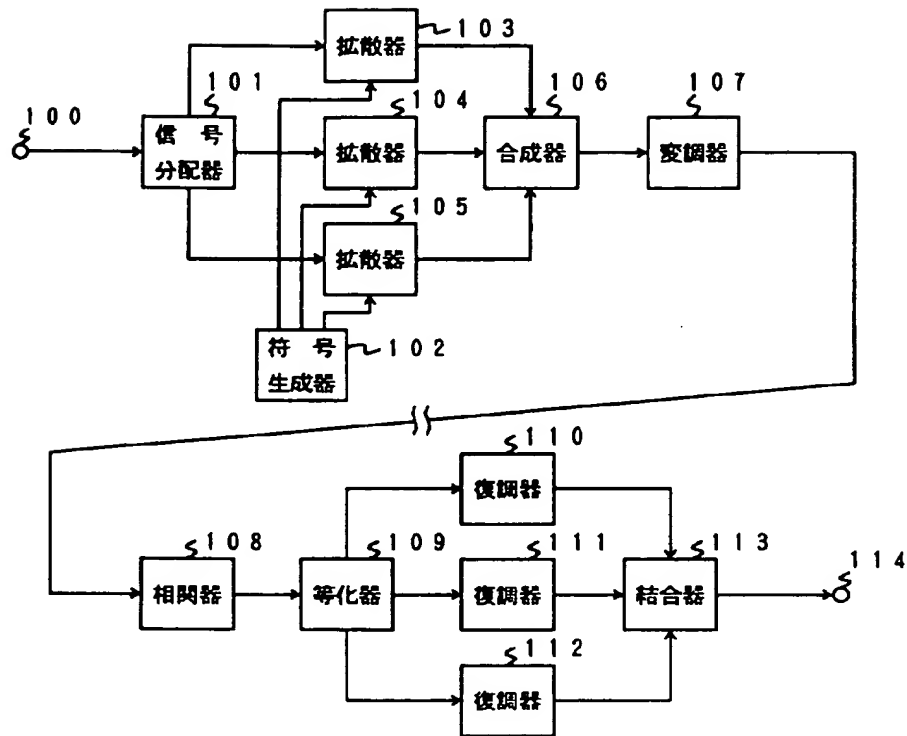 100
101
信号
分配器
102
符号
生成器
103
拡散器
104
拡散器
105
拡散器
106
合成器
107
変調器
108
相関器
109
等化器
110
復調器
111
復調器
112
復調器
113
結合器
114